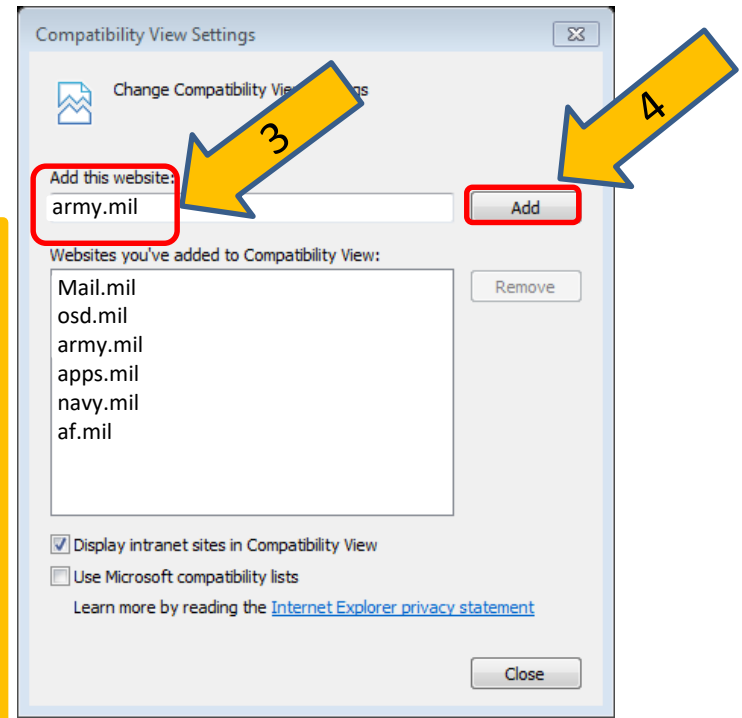 Compatibility View Settings
Change Compatibility View
3
4
Add this website:
army.mil
Add
Websites you've added to Compatibility View:
Mail.mil
Remove
osd.mil
army.mil
apps.mil
navy.mil
af.mil
Display intranet sites in Compatibility View
Use Microsoft compatibility lists
Learn more by reading the Internet Explorer privacy statement
Close